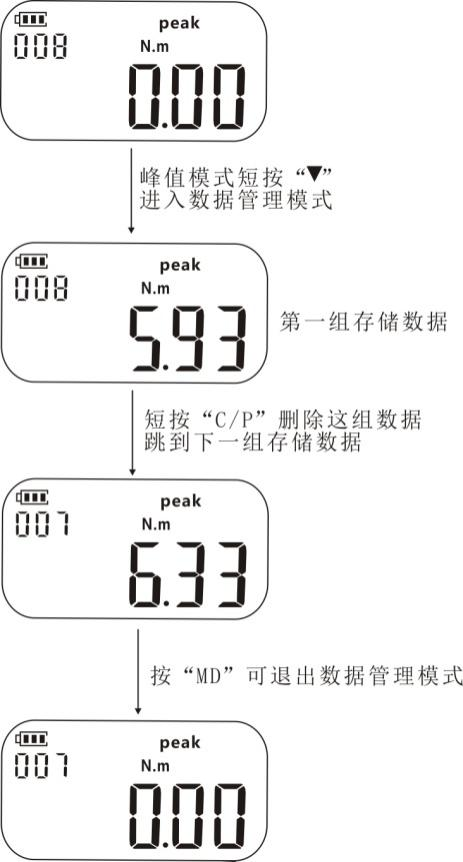 peak
008
N.m
0.00
峰值模式短按“▼”
进入数据管理模式
peak
008
N.m
5.93
第一组存储数据
短按“C/P”删除这组数据
跳到下一组存储数据
peak
007
N.m
6.33
按“MD”可退出数据管理模式
peak
007
N.m
0.00